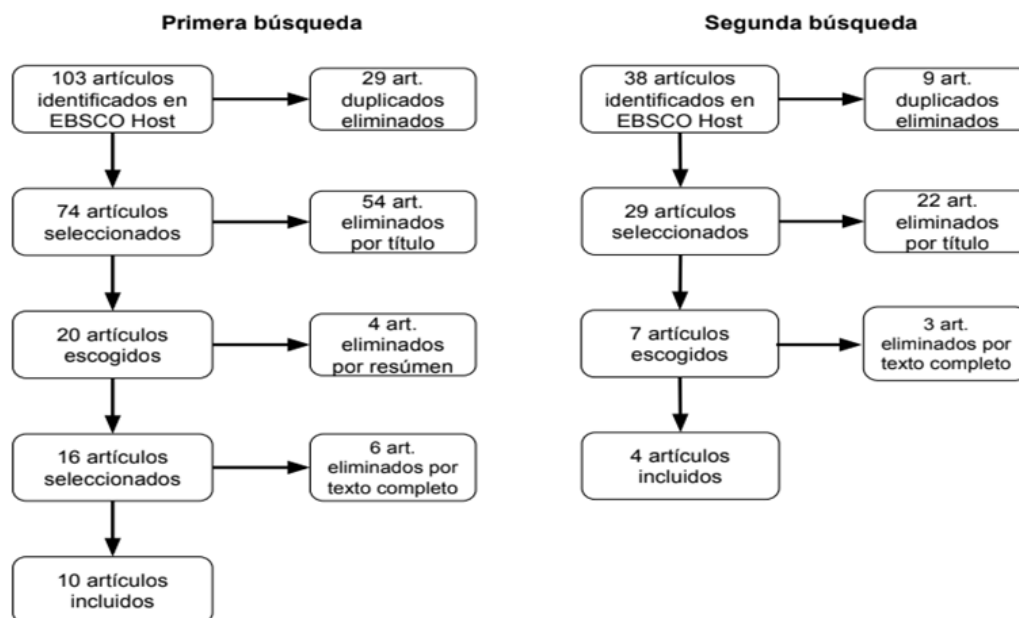 Primera búsqueda
103 artículos
identificados en
EBSCO Host
29 art.
duplicados
eliminados
74 artículos
seleccionados
54 art.
eliminados
por título
20 artículos
escogidos
4 art.
eliminados
por resúmen
16 artículos
seleccionados
6 art.
eliminados por
texto completo
10 artículos
incluidos
Segunda búsqueda
38 artículos
identificados en
EBSCO Host
9 art.
duplicados
eliminados
29 artículos
seleccionados
22 art.
eliminados
por título
7 artículos
escogidos
3 art.
eliminados por
texto completo
4 artículos
incluidos